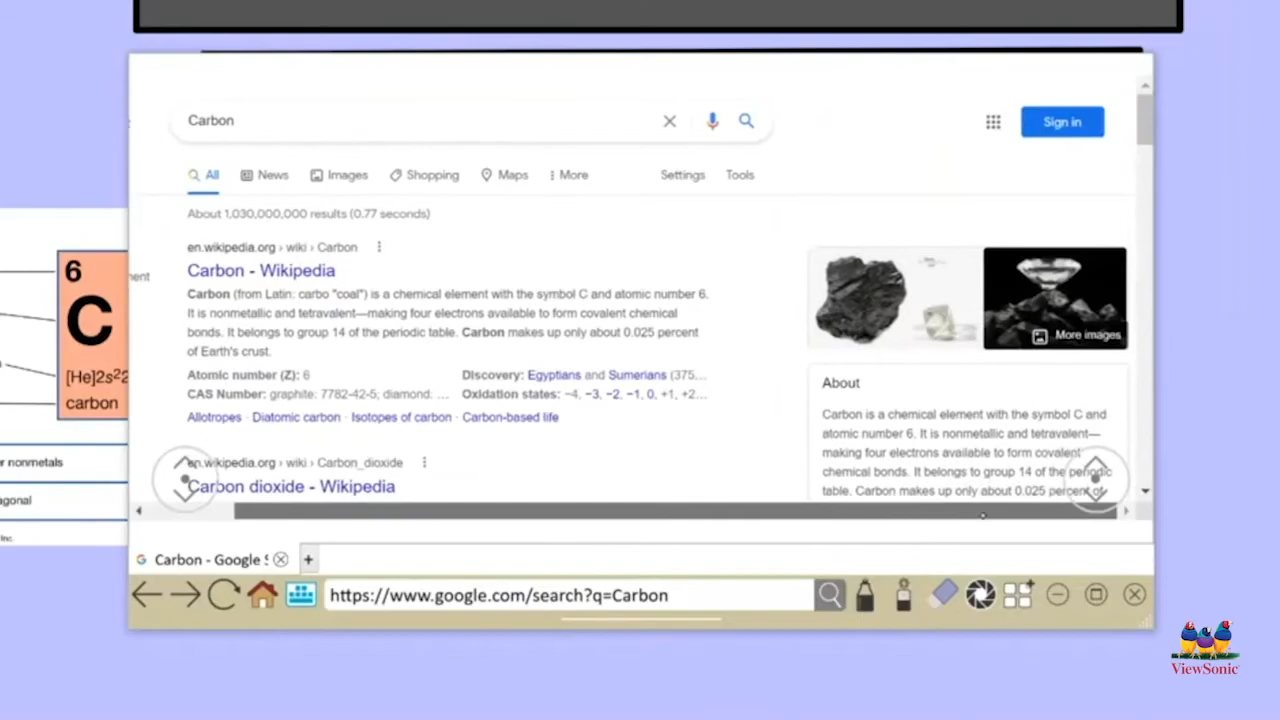 Carbon
Sign in
All News Images Shopping Maps More Settings Tools
About 1,030,000,000 results (0.77 seconds)
en.wikipedia.org › wiki › Carbon
Carbon - Wikipedia
Carbon (from Latin: carbo "coal") is a chemical element with the symbol C and atomic number 6.
It is nonmetallic and tetravalent—making four electrons available to form covalent chemical
bonds. It belongs to group 14 of the periodic table. Carbon makes up only about 0.025 percent
of Earth's crust.
Atomic number (Z): 6
Discovery: Egyptians and Sumerians (375...
CAS Number: graphite: 7782-42-5; diamond: ...
Oxidation states: −4, −3, −2, −1, 0, +1, +2...
Allotropes · Diatomic carbon · Isotopes of carbon · Carbon-based life
en.wikipedia.org › wiki › Carbon_dioxide
Carbon dioxide - Wikipedia
More images
About
Carbon is a chemical element with the symbol C and
atomic number 6. It is nonmetallic and tetravalent—
making four electrons available to form covalent
chemical bonds. It belongs to group 14 of the periodic
table. Carbon makes up only about 0.025 percent of
6
C
[He]2s²2
carbon
ment
r nonmetals
agonal
Inc.
Carbon - Google S
https://www.google.com/search?q=Carbon
ViewSonic